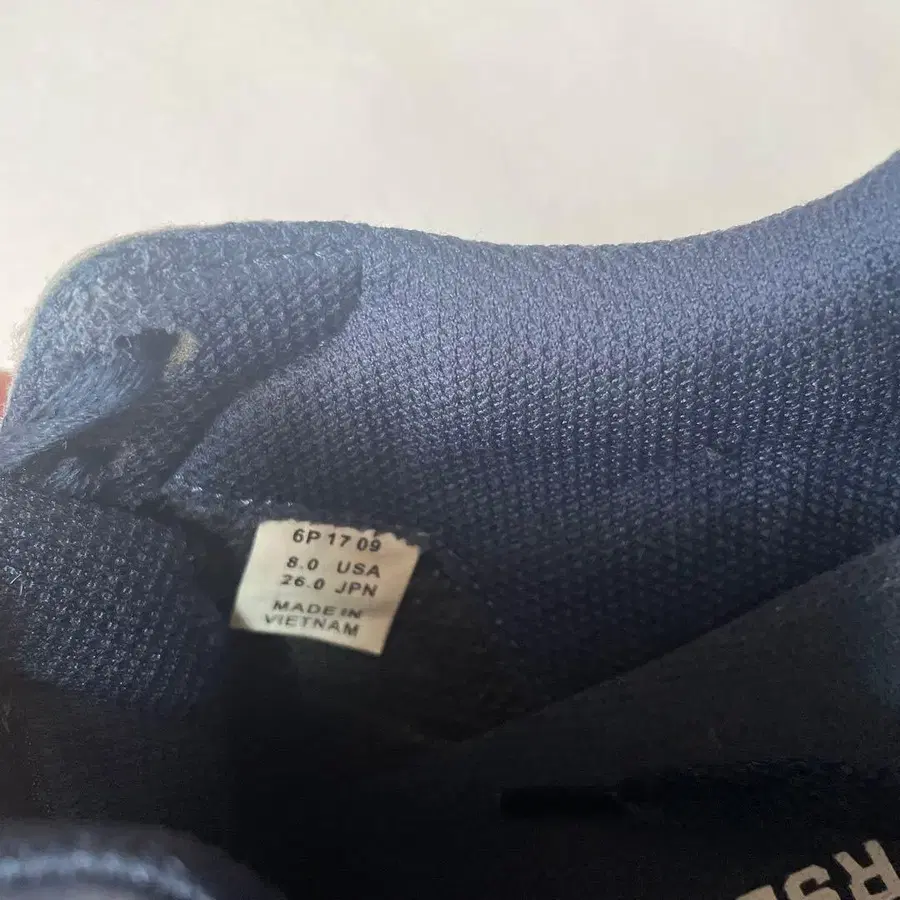 6P 17 09
8.0 USA
26.0 JPN
MADE IN
VIETNAM